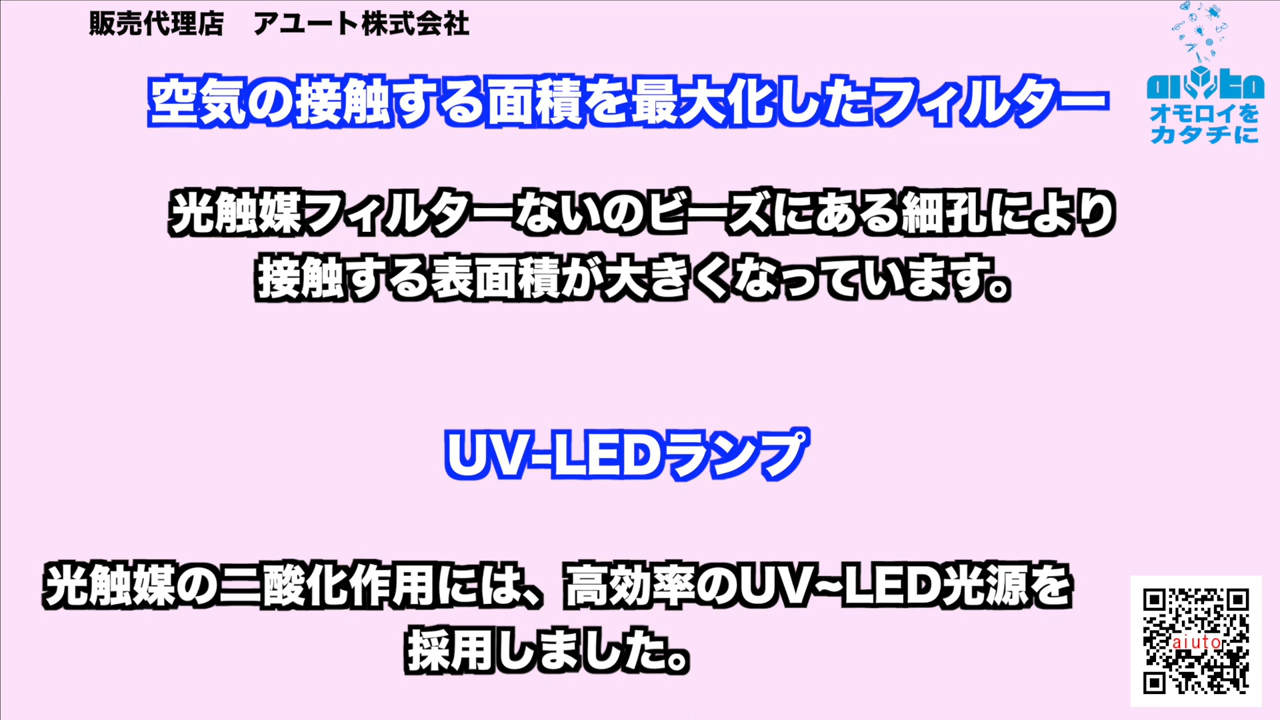 販売代理店　アユート株式会社
空気の接触する面積を最大化したフィルター
aiuto
オモロイを
カタチに
光触媒フィルターないのビーズにある細孔により
接触する表面積が大きくなっています。
UV-LEDランプ
光触媒の二酸化作用には、高効率のUV~LED光源を
採用しました。
aiuto